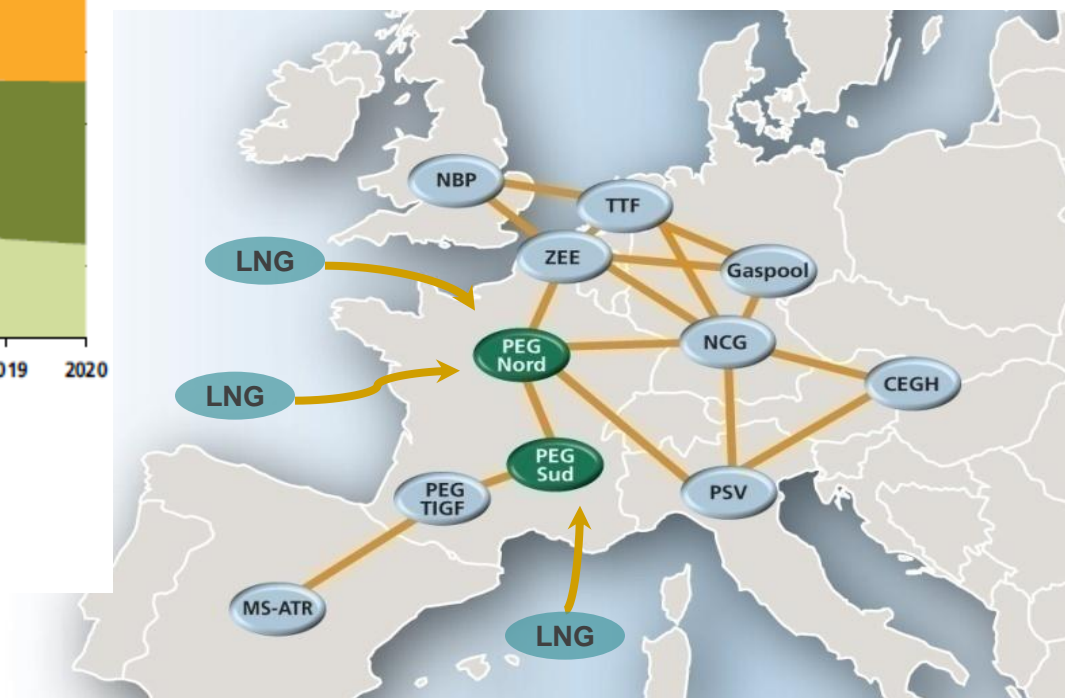 NBP
TTF
ZEE
LNG
Gaspool
PEG
Nord
NCG
019
2020
LNG
CEGH
PEG
Sud
PEG
TIGF
PSV
MS-ATR
LNG